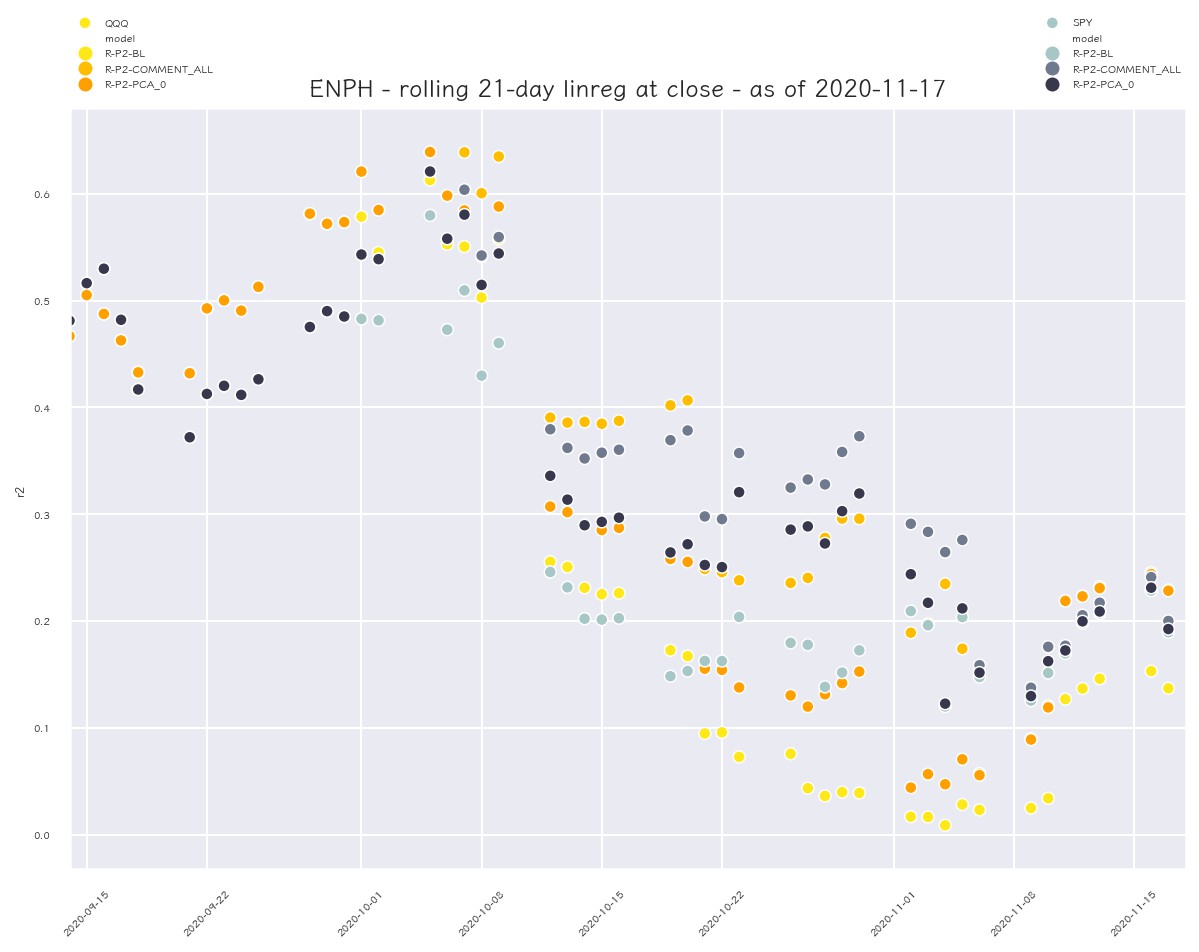 QQQ
model
R-P2-BL
R-P2-COMMENT_ALL
R-P2-PCA_0
SPY
model
R-P2-BL
R-P2-COMMENT_ALL
R-P2-PCA_0
ENPH - rolling 21-day linreg at close - as of 2020-11-17
r2
0.6
0.5
0.4
0.3
0.2
0.1
0.0
2020-09-15
2020-09-22
2020-10-01
2020-10-08
2020-10-15
2020-10-22
2020-11-01
2020-11-08
2020-11-15